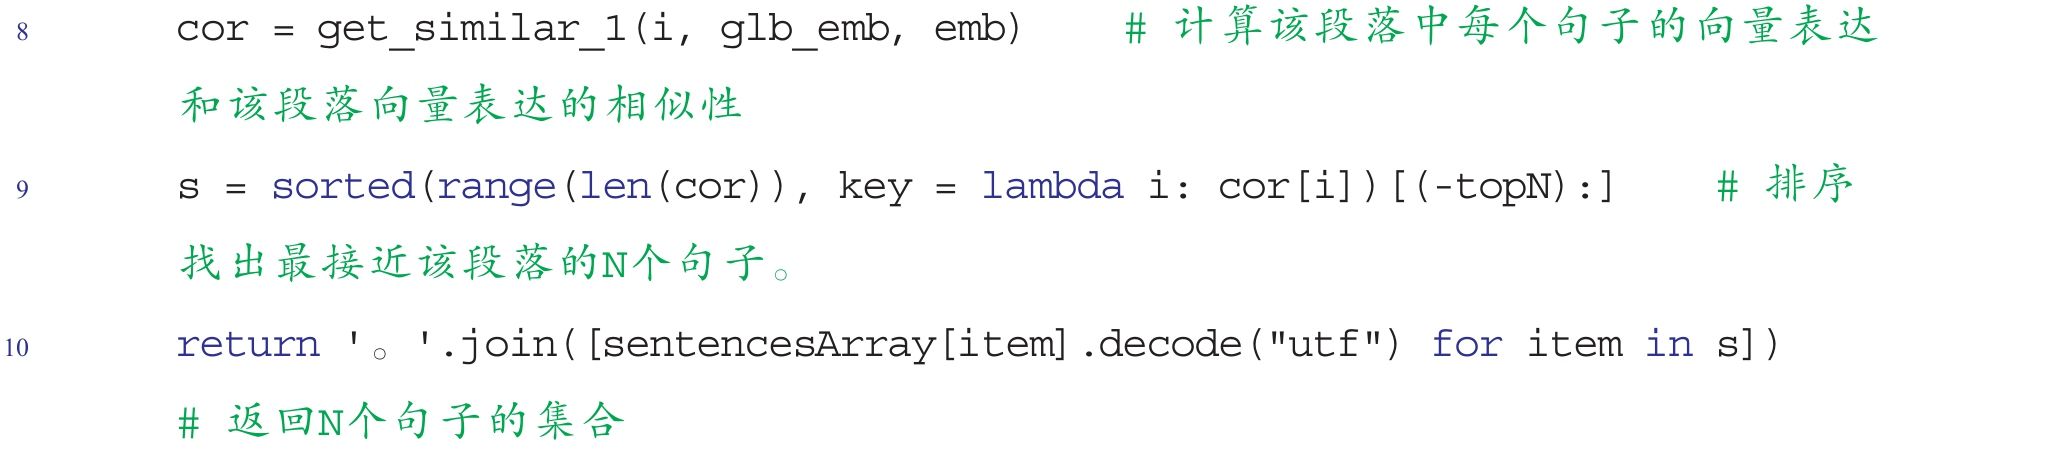 8 cor = get_similar_1(i, glb_emb, emb) # 计算该段落中每个句子的向量表达
和该段落向量表达的相似性
9 s = sorted(range(len(cor)), key = lambda i: cor[i])[(-topN):] # 排序
找出最接近该段落的N个句子。
10 return '。'.join([sentencesArray[item].decode("utf") for item in s])
# 返回N个句子的集合